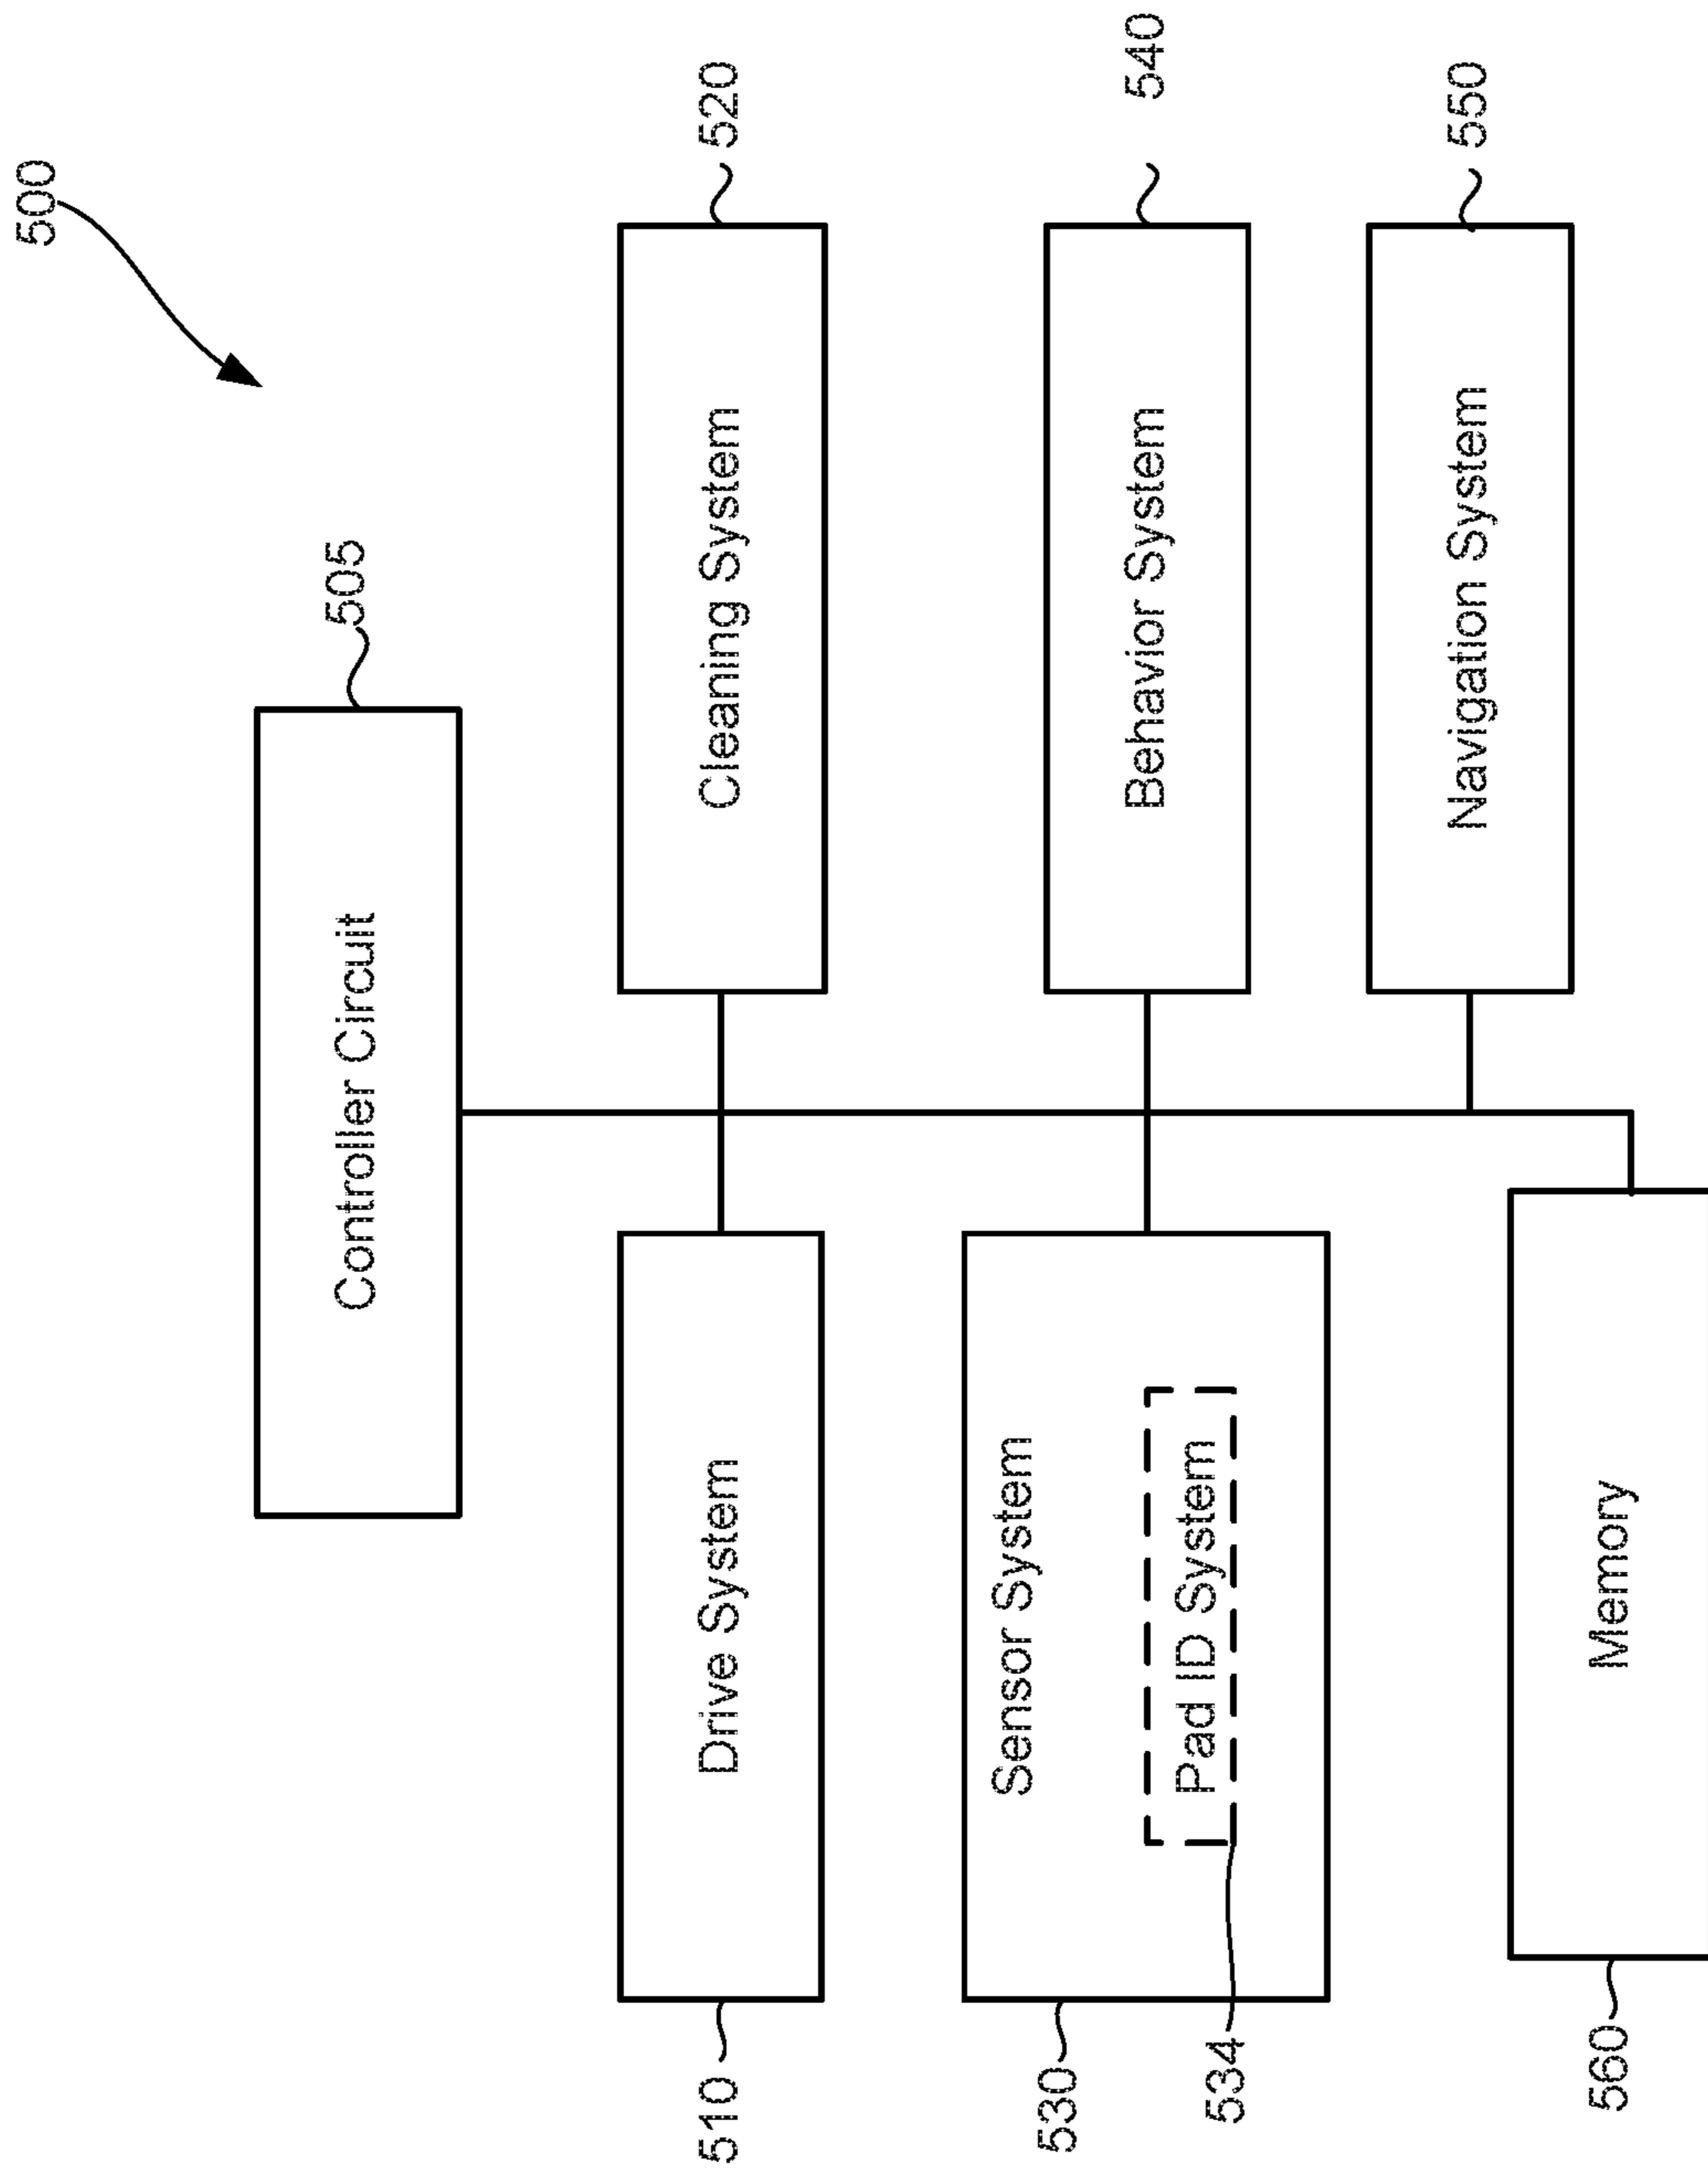 500
Controller Circuit
505
Drive System
510
Cleaning System
520
Sensor System
530
Pad ID System
534
Behavior System
540
Navigation System
550
Memory
560